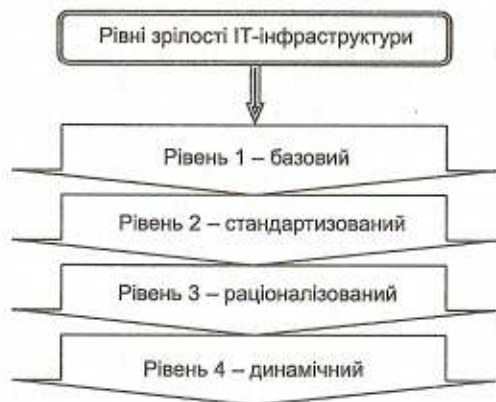 Рівні зрілості ІТ-інфраструктури
Рівень 1 – базовий
Рівень 2 – стандартизований
Рівень 3 – раціоналізований
Рівень 4 – динамічний